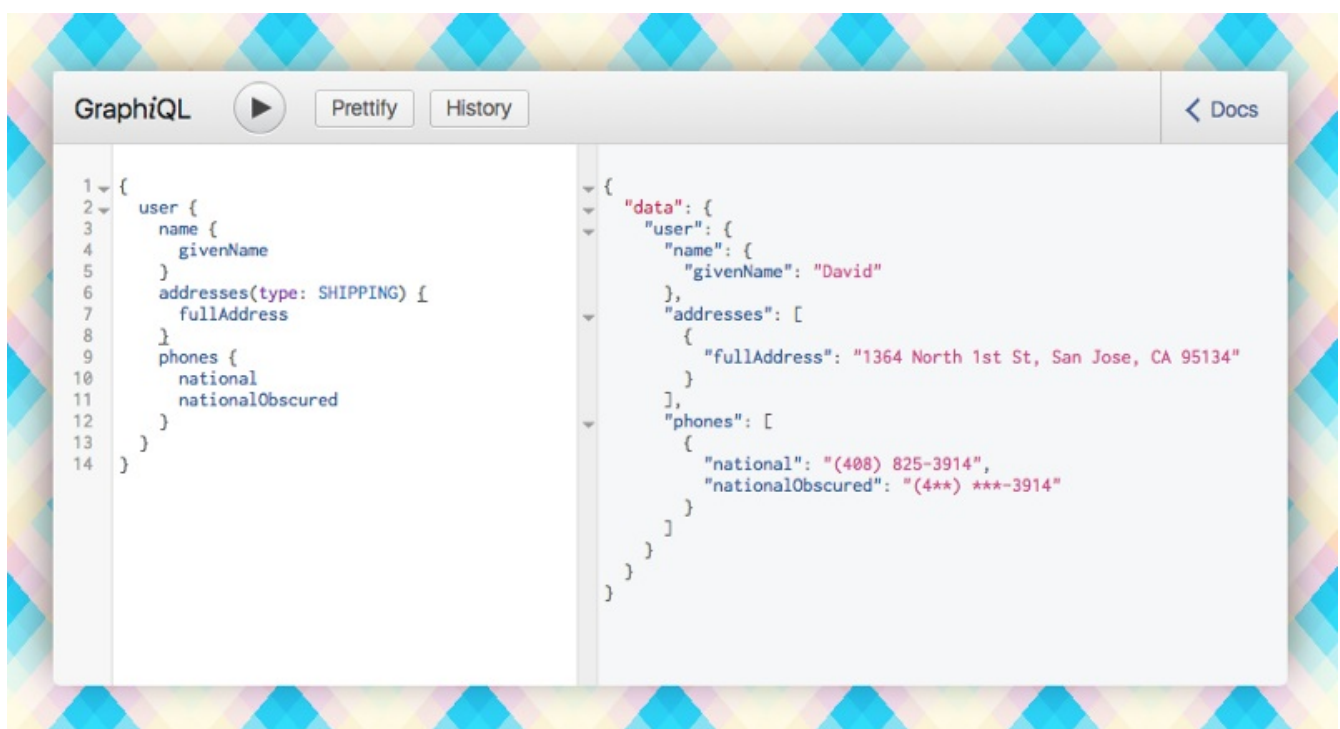 GraphiQL Prettify History Docs
1 {
2 user {
3 name {
4 givenName
5 }
6 addresses(type: SHIPPING) {
7 fullAddress
8 }
9 phones {
10 national
11 nationalObscured
12 }
13 }
14 }
{
"data": {
"user": {
"name": {
"givenName": "David"
},
"addresses": [
{
"fullAddress": "1364 North 1st St, San Jose, CA 95134"
}
],
"phones": [
{
"national": "(408) 825-3914",
"nationalObscured": "(4**) ***-3914"
}
]
}
}
}